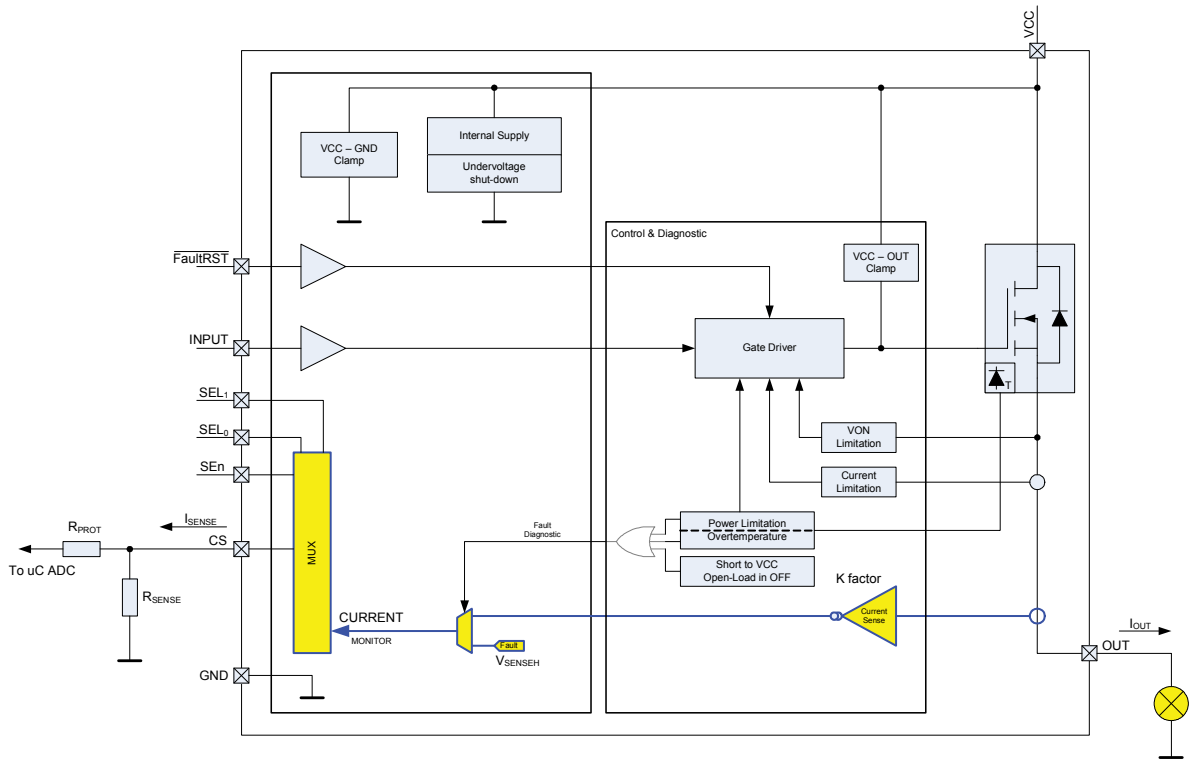 VCC
VCC – GND
Clamp
Internal Supply
Undervoltage
shut-down
Control & Diagnostic
FaultRST
VCC – OUT
Clamp
INPUT
Gate Driver
T
SEL1
SEL0
VON
Limitation
SEn
Current
Limitation
RPROT
ISENSE
CS
To uC ADC
RSENSE
MUX
Fault
Diagnostic
Power Limitation
Overtemperature
Short to VCC
Open-Load in OFF
K factor
Current
Sense
CURRENT
MONITOR
Fault
VSENSEH
IOUT
OUT
GND